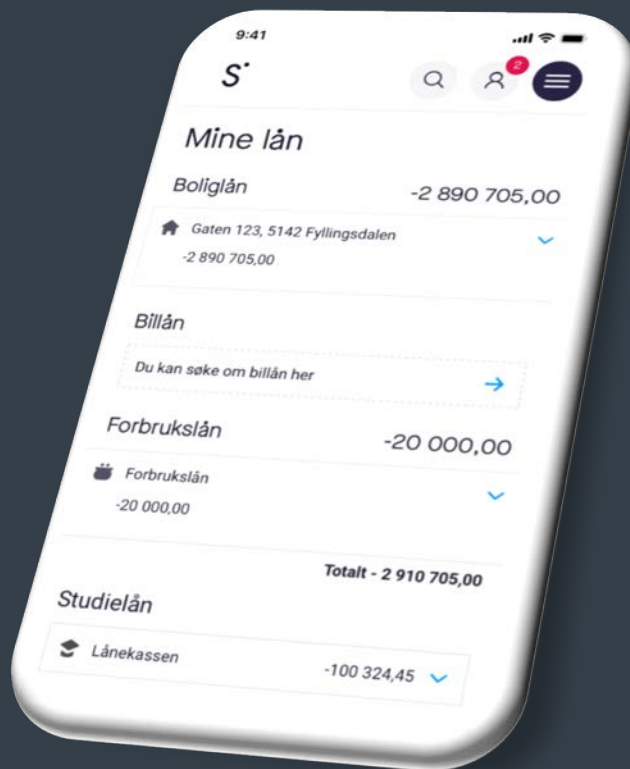 9:41
S
2
Mine lån
Boliglån -2 890 705,00
Gaten 123, 5142 Fyllingsdalen
-2 890 705,00
Billån
Du kan søke om billån her
Forbrukslån -20 000,00
Forbrukslån
-20 000,00
Totalt - 2 910 705,00
Studielån
Lånekassen -100 324,45